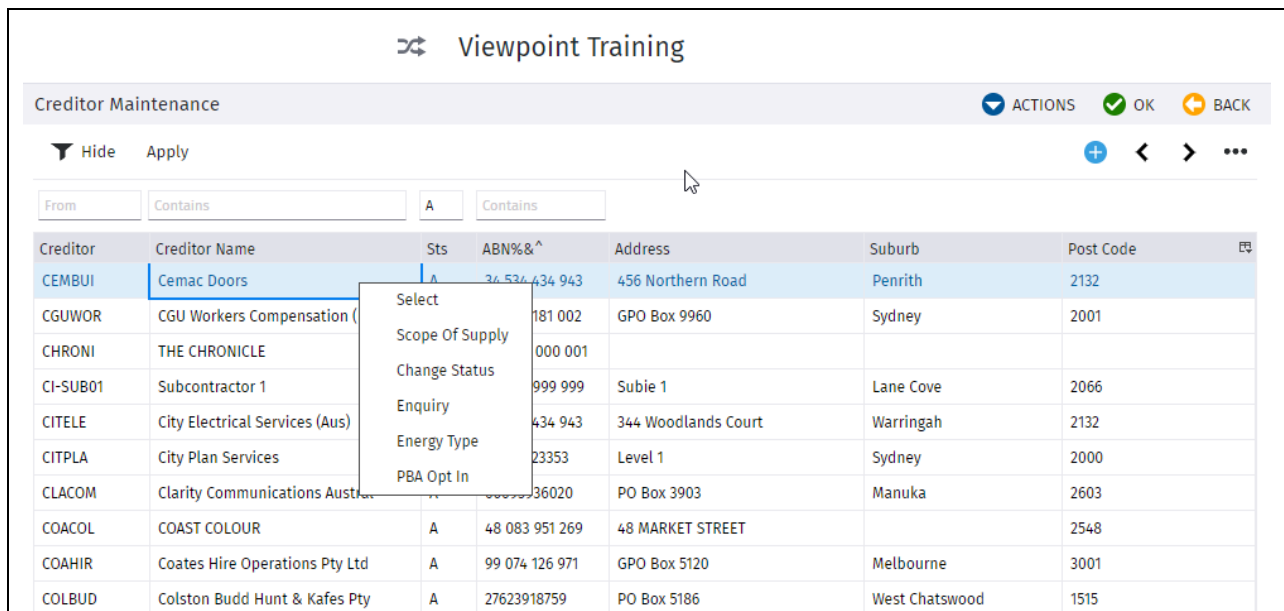 Viewpoint Training
Creditor Maintenance ACTIONS OK BACK
Hide Apply
From Contains A Contains
Creditor Creditor Name Sts ABN%&^ Address Suburb Post Code
CEMBUI Cemac Doors A 34 534 434 943 456 Northern Road Penrith 2132
Select
CGUWOR CGU Workers Compensation ( 181 002 GPO Box 9960 Sydney 2001
Scope Of Supply
CHRONI THE CHRONICLE 000 001
Change Status
CI-SUB01 Subcontractor 1 999 999 Subie 1 Lane Cove 2066
Enquiry
CITELE City Electrical Services (Aus) 434 943 344 Woodlands Court Warringah 2132
Energy Type
CITPLA City Plan Services 23353 Level 1 Sydney 2000
PBA Opt In
CLACOM Clarity Communications PO Box 3903 Manuka 2603
COACOL COAST COLOUR A 48 083 951 269 48 MARKET STREET 2548
COAHIR Coates Hire Operations Pty Ltd A 99 074 126 971 GPO Box 5120 Melbourne 3001
COLBUD Colston Budd Hunt & Kafes Pty A 27623918759 PO Box 5186 West Chatswood 1515